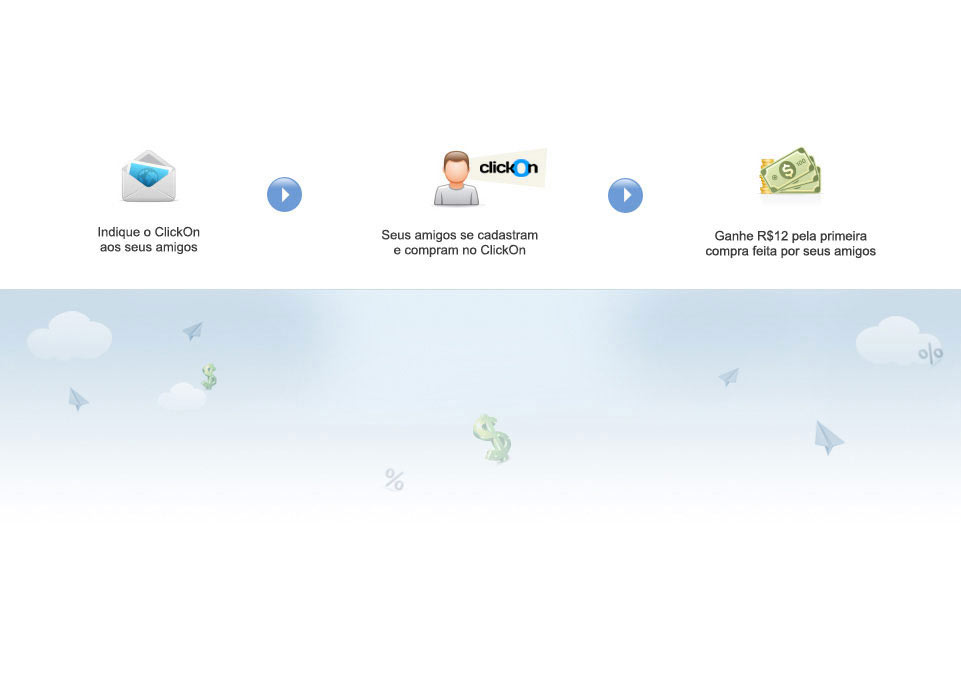 clickOn
Indique o ClickOn
aos seus amigos
Seus amigos se cadastram
e compram no ClickOn
Ganhe R$12 pela primeira
compra feita por seus amigos
100
$
%
$
$
%